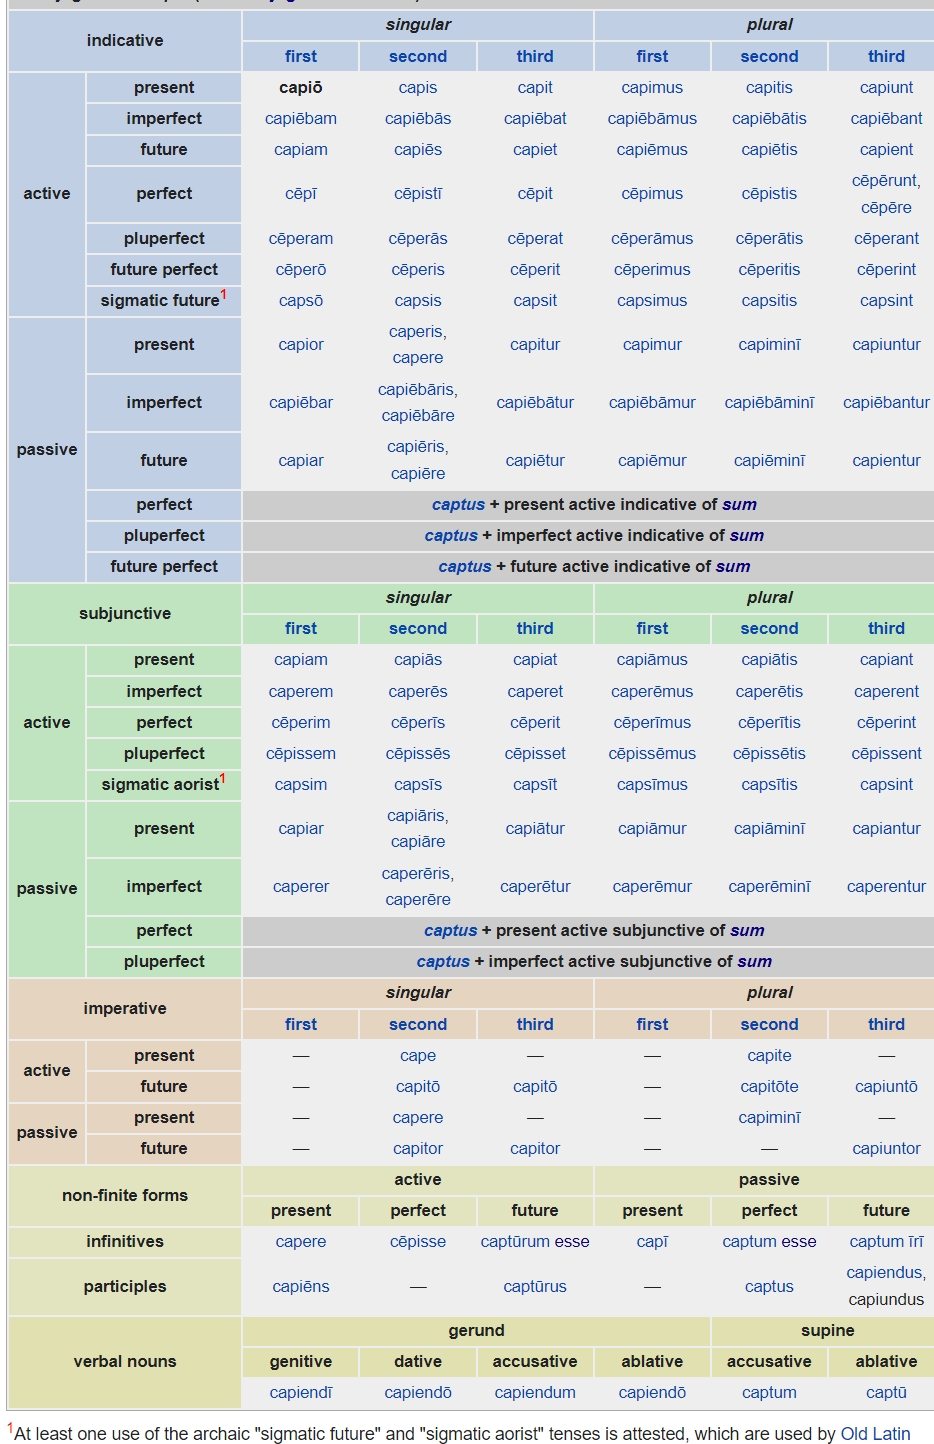 indicative singular plural
first second third first second third
active present capiō capis capit capimus capitis capiunt
imperfect capiēbam capiēbās capiēbat capiēbāmus capiēbātis capiēbant
future capiam capiēs capiet capiēmus capiētis capient
perfect cēpī cēpistī cēpit cēpimus cēpistis cēpērunt, cēpēre
pluperfect cēperam cēperās cēperat cēperāmus cēperātis cēperant
future perfect cēperō cēperis cēperit cēperimus cēperitis cēperint
sigmatic future1 capsō capsis capsit capsimus capsitis capsint
passive present capior caperis, capere capitur capimur capiminī capiuntur
imperfect capiēbar capiēbāris, capiēbāre capiēbātur capiēbāmur capiēbāminī capiēbantur
future capiar capiēris, capiēre capiētur capiēmur capiēminī capientur
perfect captus + present active indicative of sum
pluperfect captus + imperfect active indicative of sum
future perfect captus + future active indicative of sum
subjunctive singular plural
first second third first second third
active present capiam capiās capiat capiāmus capiātis capiant
imperfect caperem caperēs caperet caperēmus caperētis caperent
perfect cēperim cēperīs cēperit cēperīmus cēperītis cēperint
pluperfect cēpissem cēpissēs cēpisset cēpissēmus cēpissētis cēpissent
sigmatic aorist1 capsim capsīs capsīt capsīmus capsītis capsint
passive present capiar capiāris, capiāre capiātur capiāmur capiāminī capiantur
imperfect caperer caperēris, caperēre caperētur caperēmur caperēminī caperentur
perfect captus + present active subjunctive of sum
pluperfect captus + imperfect active subjunctive of sum
imperative singular plural
first second third first second third
active present — cape — — capite —
future — capitō capitō — capitōte capiuntō
passive present — capere — — capiminī —
future — capitor capitor — — capiuntor
non-finite forms active passive
present perfect future present perfect future
infinitives capere cēpisse captūrum esse capī captum esse captum īrī
participles capiēns — captūrus — captus capiendus, capiundus
verbal nouns gerund supine
genitive dative accusative ablative accusative ablative
capiendī capiendō capiendum capiendō captum captū
1At least one use of the archaic "sigmatic future" and "sigmatic aorist" tenses is attested, which are used by Old Latin